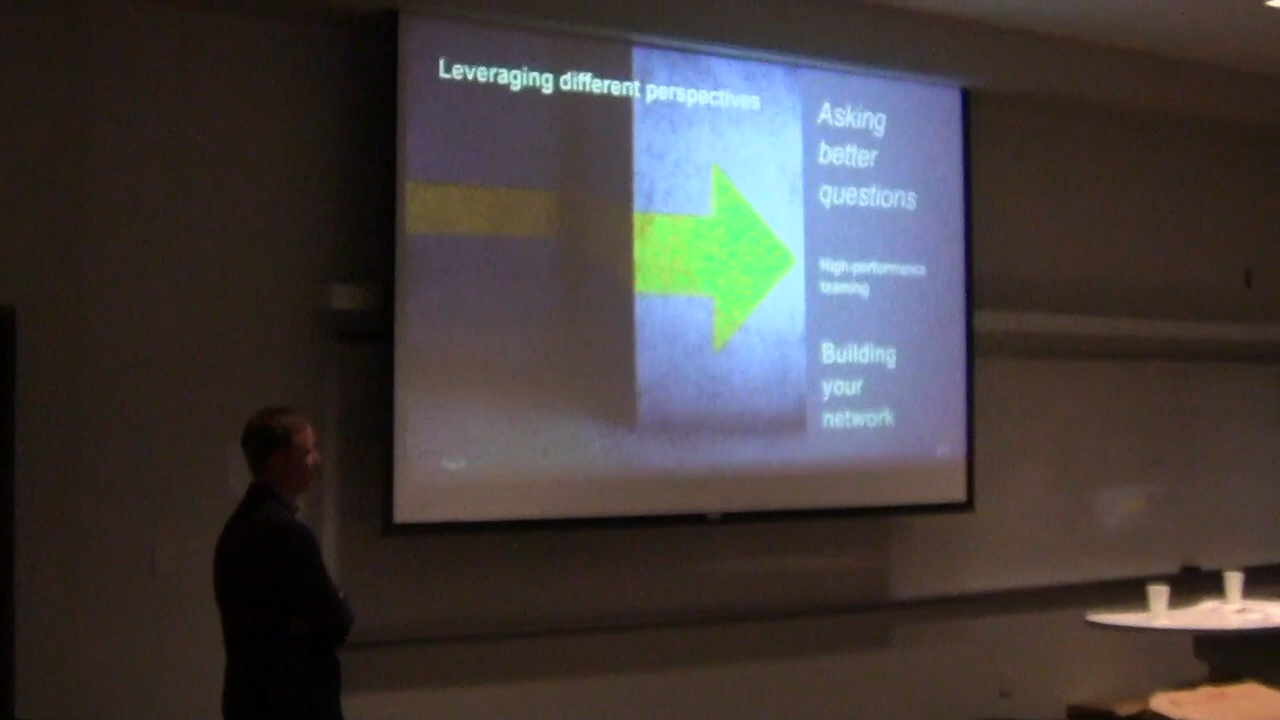 Leveraging different perspectives
Asking
better
questions
High-performance
teaming
Building
your
network